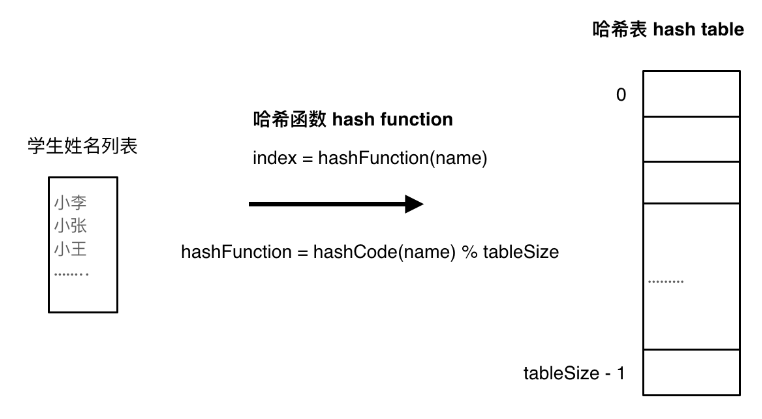 哈希表 hash table
0
哈希函数 hash function
学生姓名列表
index = hashFunction(name)
小李
小张
小王
........
hashFunction = hashCode(name) % tableSize
.........
tableSize - 1